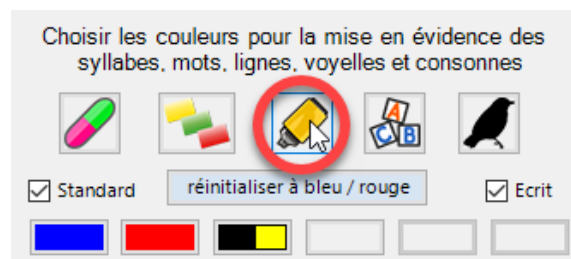 Choisir les couleurs pour la mise en évidence des
syllabes, mots, lignes, voyelles et consonnes
A
C B
Standard
réinitialiser à bleu / rouge
Ecrit